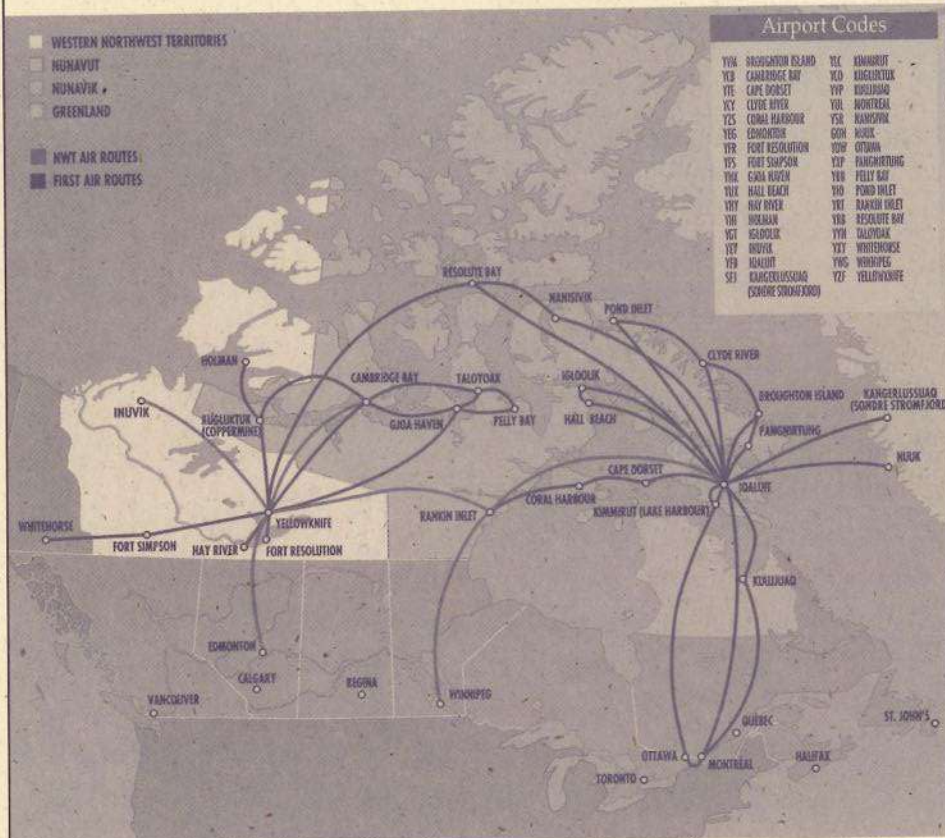 WESTERN NORTHWEST TERRITORIES
NUNAVUT
NUNAVIK
GREENLAND
NWT AIR ROUTES
FIRST AIR ROUTES
Airport Codes
YVM BROUGHTON ISLAND
YCB CAMBRIDGE BAY
YTE CAPE DORSET
YCY CLYDE RIVER
YZS CORAL HARBOUR
YEG EDMONTON
YFR FORT RESOLUTION
YFS FORT SIMPSON
YHK GJOA HAVEN
YUX HALL BEACH
YHY HAY RIVER
YHI HOLMAN
YGT IGLOOLIK
YEV INUVIK
YFB IQALUIT
SFJ KANGERLUSSUAQ
(SONDRE STROMFJORD)
YLC KIMMIRUT
YCO KUGLUKTUK
YVP KUUJJUAQ
YUL MONTREAL
YSR NANISIVIK
GOH NUUK
YOW OTTAWA
YXP PANGNIRTUNG
YBB PELLY BAY
YIO POND INLET
YRT RANKIN INLET
YRB RESOLUTE BAY
YYH TALOYOAK
YXY WHITEHORSE
YWG WINNIPEG
YZF YELLOWKNIFE
RESOLUTE BAY
NANISIVIK
POND INLET
HOLMAN
CAMBRIDGE BAY
TALOYOAK
IGLOOLIK
CLYDE RIVER
INUVIK
KUGLUKTUK
(COPPERMINE)
GJOA HAVEN
PELLY BAY
HALL BEACH
BROUGHTON ISLAND
KANGERLUSSUAQ
(SONDRE STROMFJORD)
PANGNIRTUNG
NUUK
CAPE DORSET
IQALUIT
CORAL HARBOUR
KIMMIRUT (LAKE HARBOUR)
WHITEHORSE
FORT SIMPSON
YELLOWKNIFE
HAY RIVER
FORT RESOLUTION
RANKIN INLET
KUUJJUAQ
EDMONTON
CALGARY
REGINA
WINNIPEG
VANCOUVER
ST. JOHN'S
QUÉBEC
OTTAWA
MONTRÉAL
HALIFAX
TORONTO